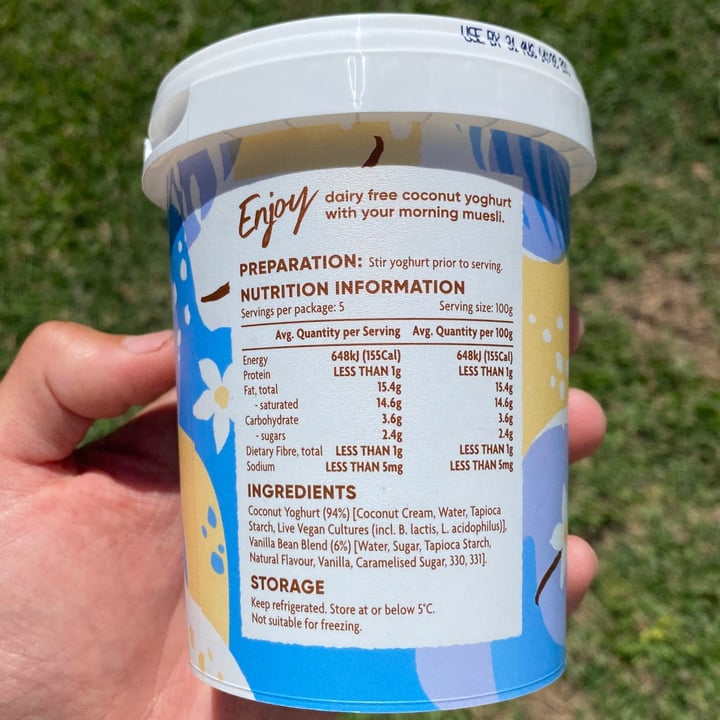 USE BY 31 AUG
Enjoy dairy free coconut yoghurt
with your morning muesli.
PREPARATION: Stir yoghurt prior to serving.
NUTRITION INFORMATION
Servings per package: 5 Serving size: 100g
Avg. Quantity per Serving Avg. Quantity per 100g
Energy 648kJ (155Cal) 648kJ (155Cal)
Protein LESS THAN 1g LESS THAN 1g
Fat, total 15.4g 15.4g
- saturated 14.6g 14.6g
Carbohydrate 3.6g 3.6g
- sugars 2.4g 2.4g
Dietary Fibre, total LESS THAN 1g LESS THAN 1g
Sodium LESS THAN 5mg LESS THAN 5mg
INGREDIENTS
Coconut Yoghurt (94%) [Coconut Cream, Water, Tapioca
Starch, Live Vegan Cultures (incl. B. lactis, L. acidophilus)],
Vanilla Bean Blend (6%) [Water, Sugar, Tapioca Starch,
Natural Flavour, Vanilla, Caramelised Sugar, 330, 331].
STORAGE
Keep refrigerated. Store at or below 5°C.
Not suitable for freezing.